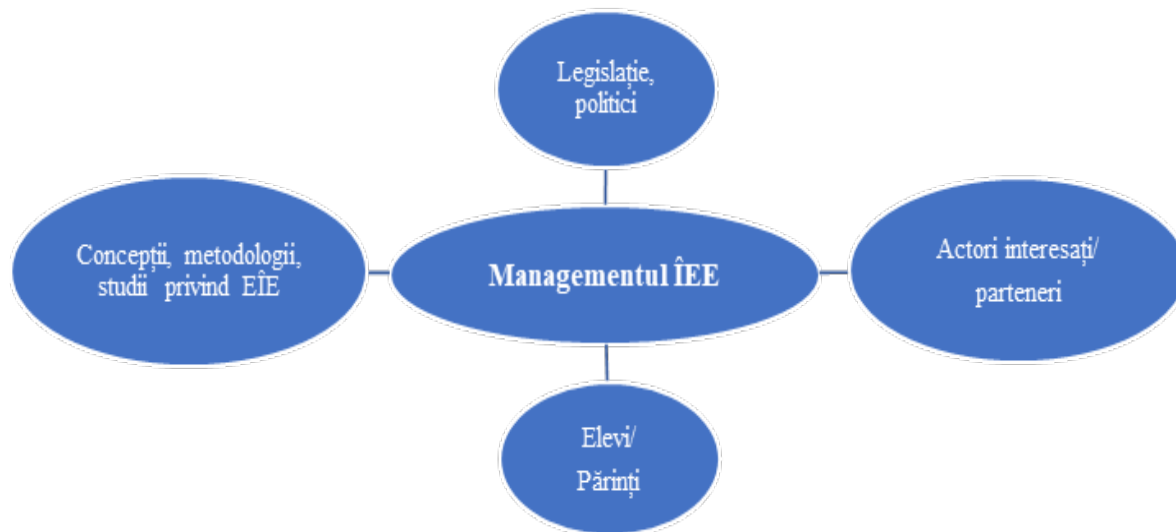 Legislație,
politici
Concepții, metodologii,
studii privind EÎE
Managementul ÎEE
Actori interesați/
parteneri
Elevi/
Părinți